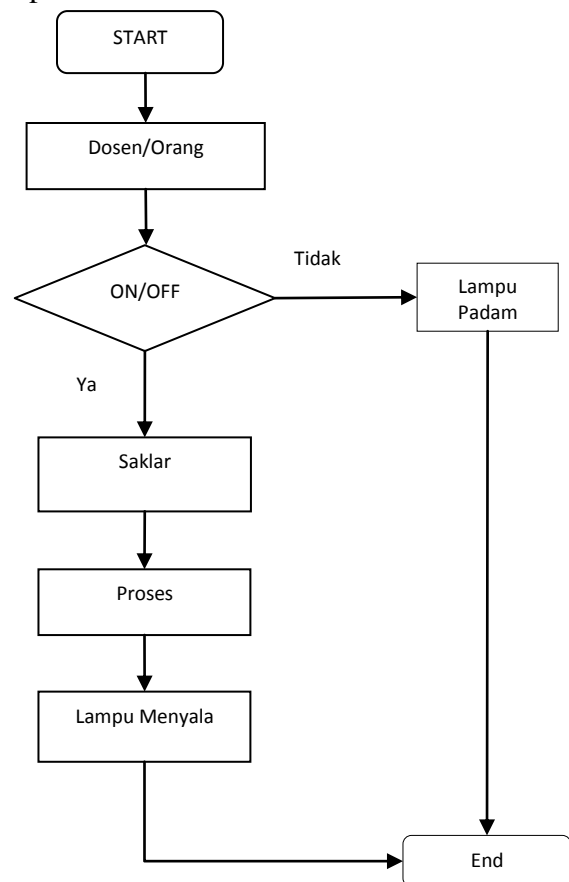 START
Dosen/Orang
ON/OFF
Tidak
Lampu
Padam
Ya
Saklar
Proses
Lampu Menyala
End